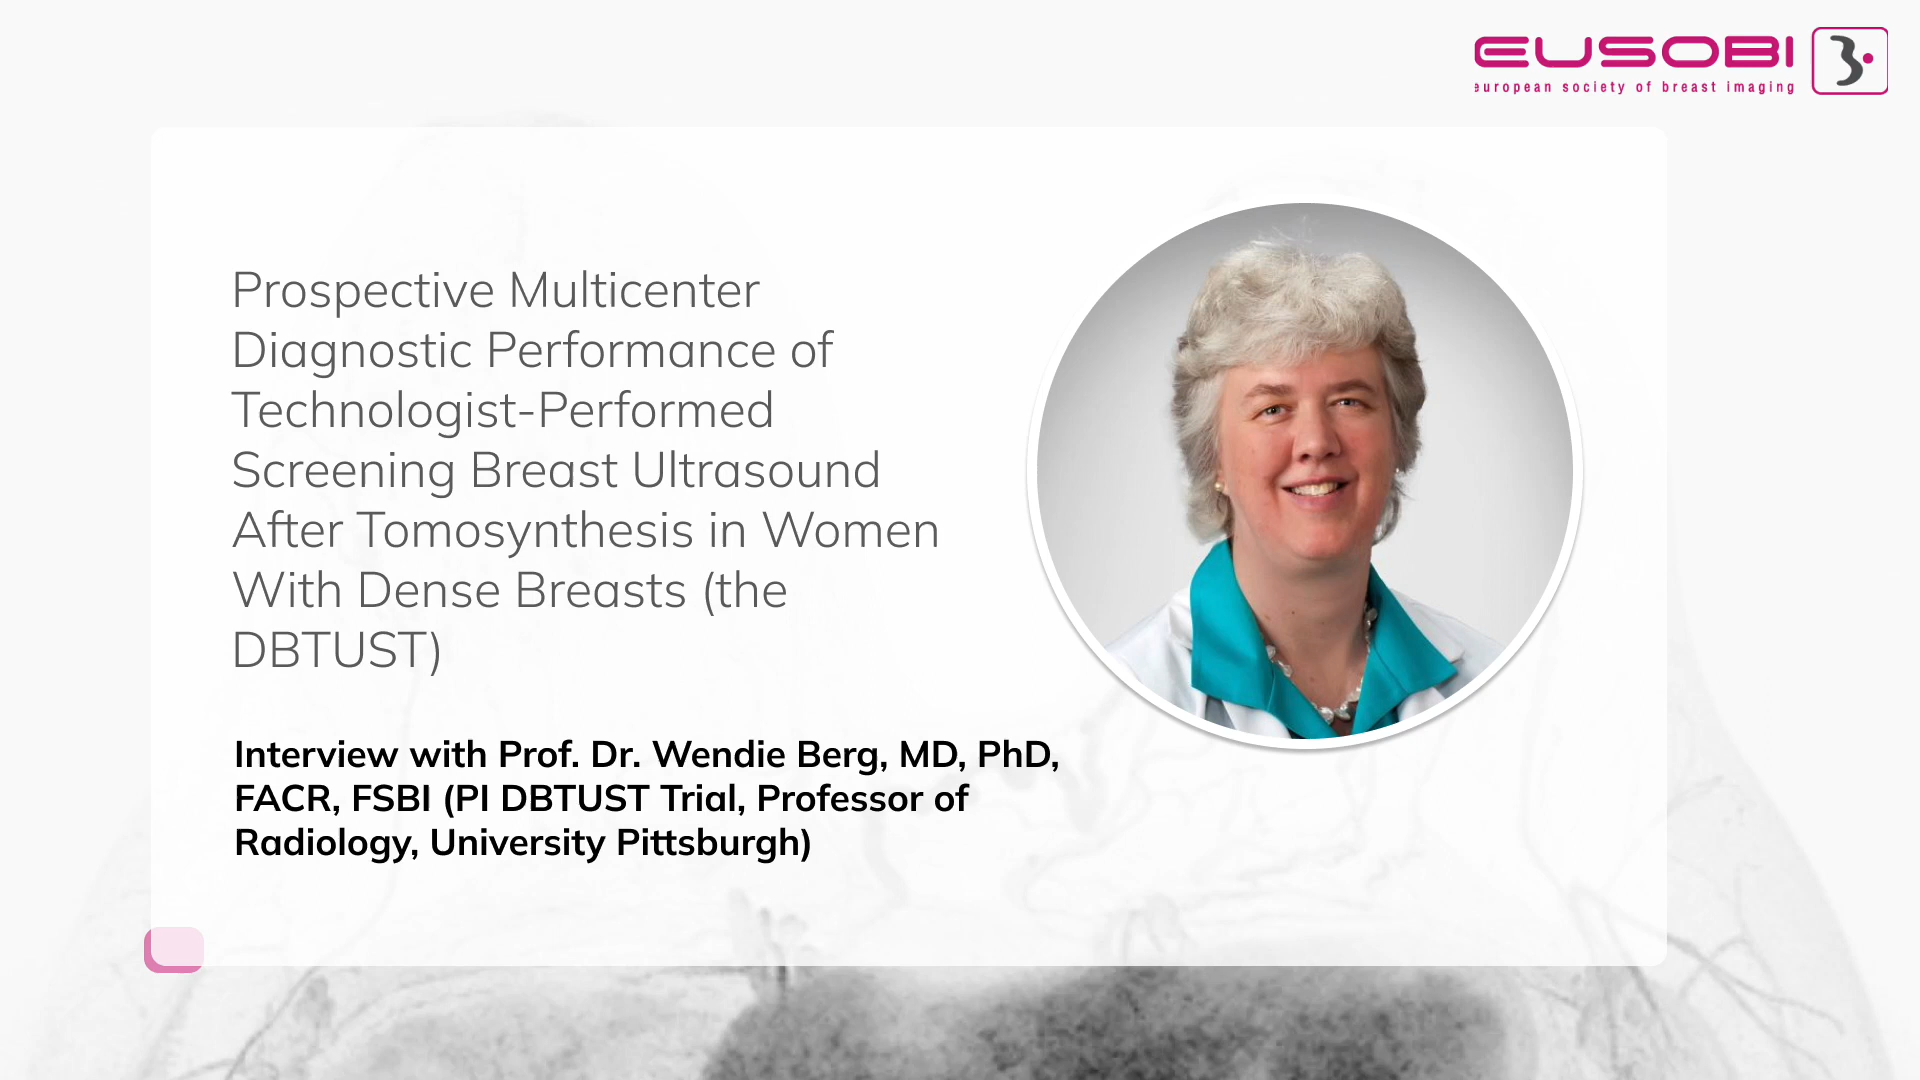 EUSOBI
european society of breast imaging
Prospective Multicenter
Diagnostic Performance of
Technologist-Performed
Screening Breast Ultrasound
After Tomosynthesis in Women
With Dense Breasts (the
DBTUST)
Interview with Prof. Dr. Wendie Berg, MD, PhD,
FACR, FSBI (PI DBTUST Trial, Professor of
Radiology, University Pittsburgh)